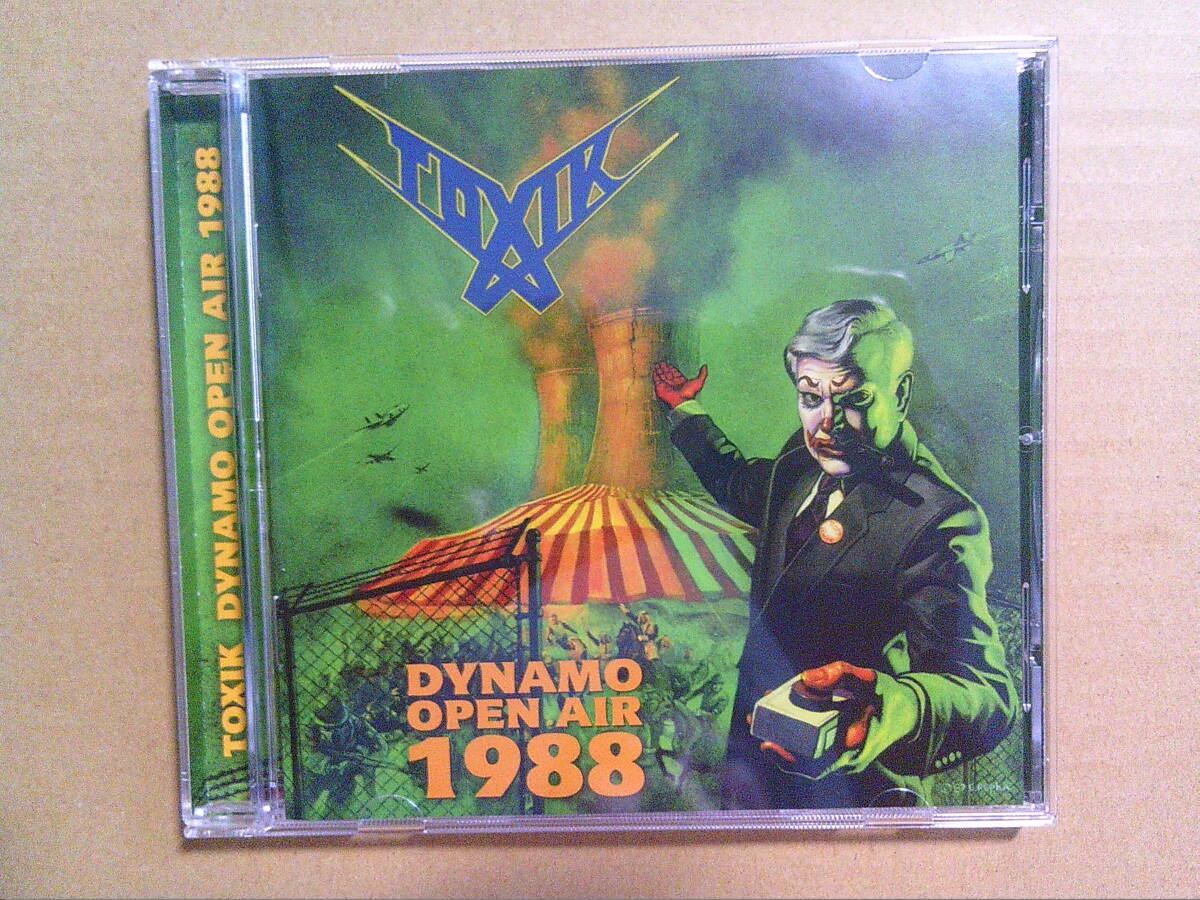 TOXIK DYNAMO OPEN AIR 1988
TOXIK
DYNAMO
OPEN AIR
1988